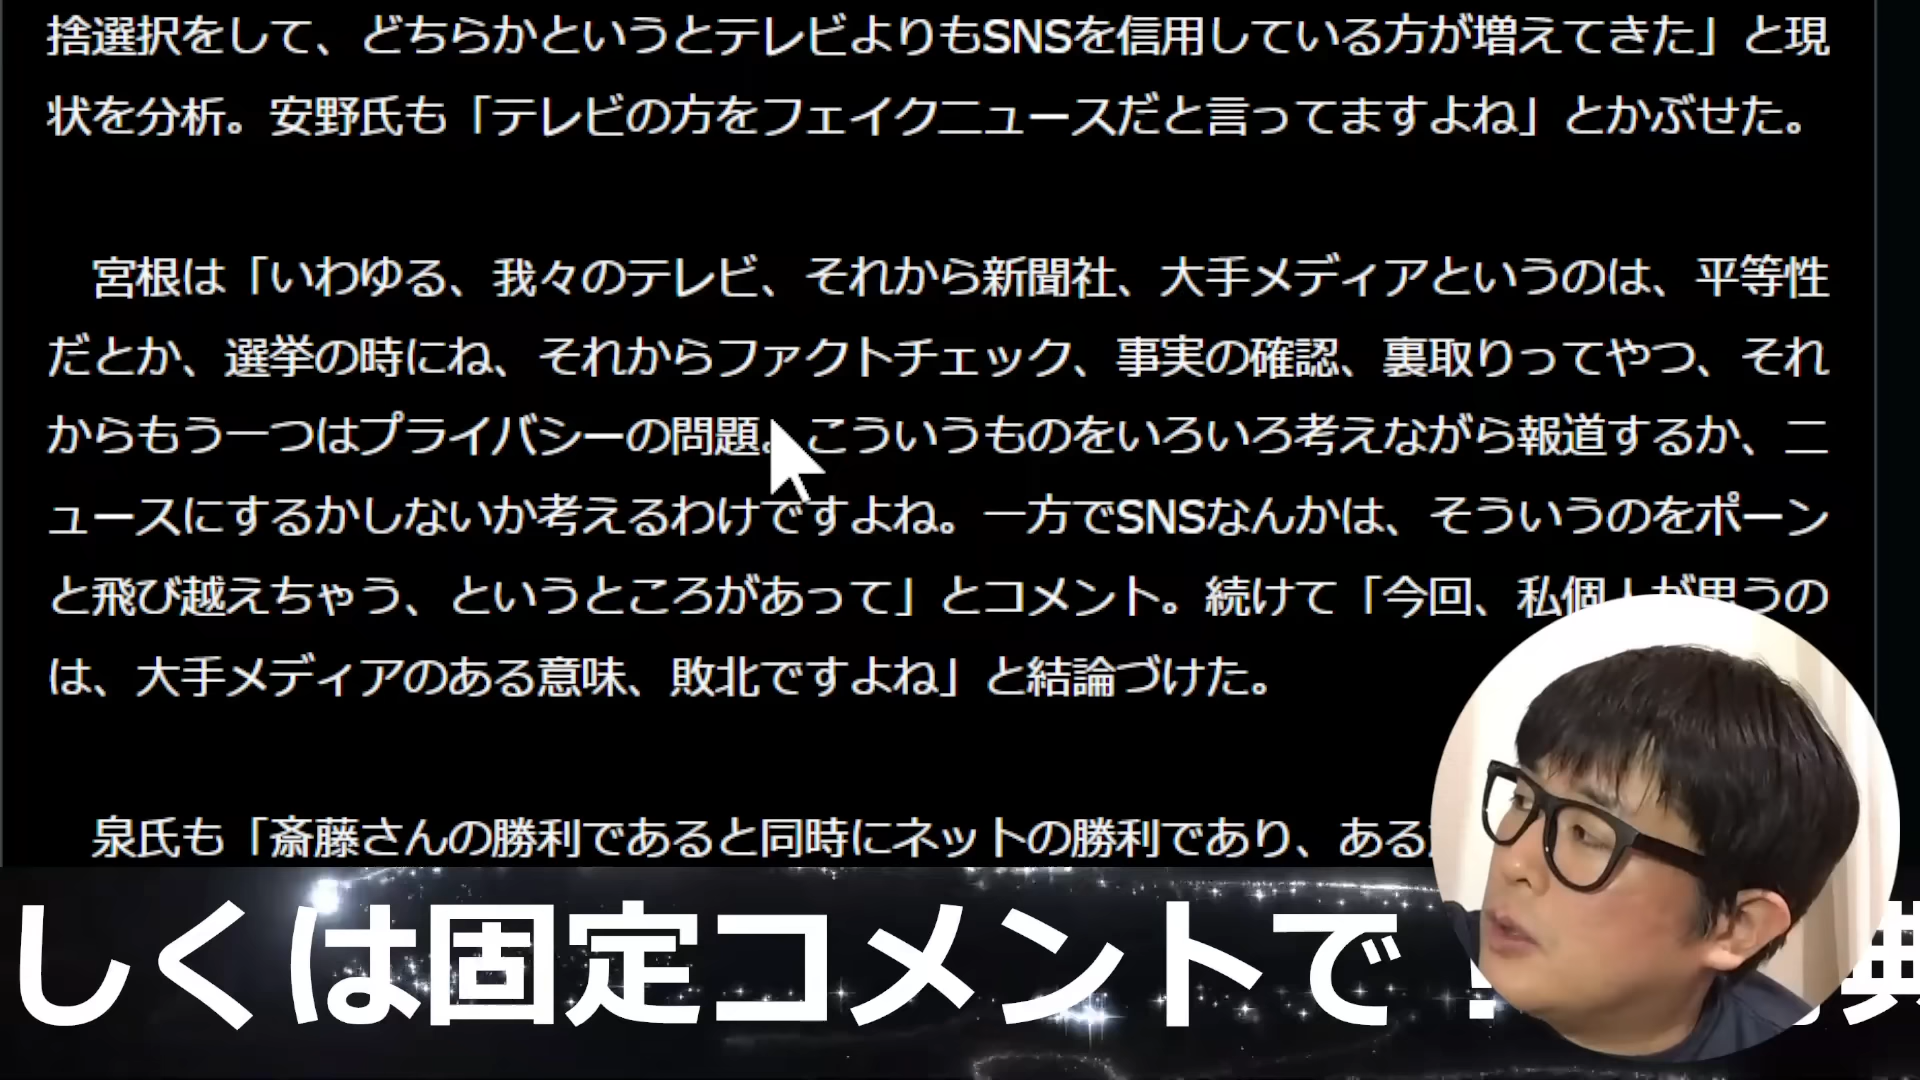 捨選択をして、どちらかというとテレビよりもSNSを信用している方が増えてきた」と現
状を分析。安野氏も「テレビの方をフェイクニュースだと言ってますよね」とかぶせた。
宮根は「いわゆる、我々のテレビ、それから新聞社、大手メディアというのは、平等性
だとか、選挙の時にね、それからファクトチェック、事実の確認、裏取りってやつ、それ
からもう一つはプライバシーの問題。こういうものをいろいろ考えながら報道するか、ニ
ュースにするかしないか考えるわけですよね。一方でSNSなんかは、そういうのをポーン
と飛び越えちゃう、というところがあって」とコメント。続けて「今回、私個人が思うの
は、大手メディアのある意味、敗北ですよね」と結論づけた。
泉氏も「斎藤さんの勝利であると同時にネットの勝利であり、ある
しくは固定コメントで！ 典